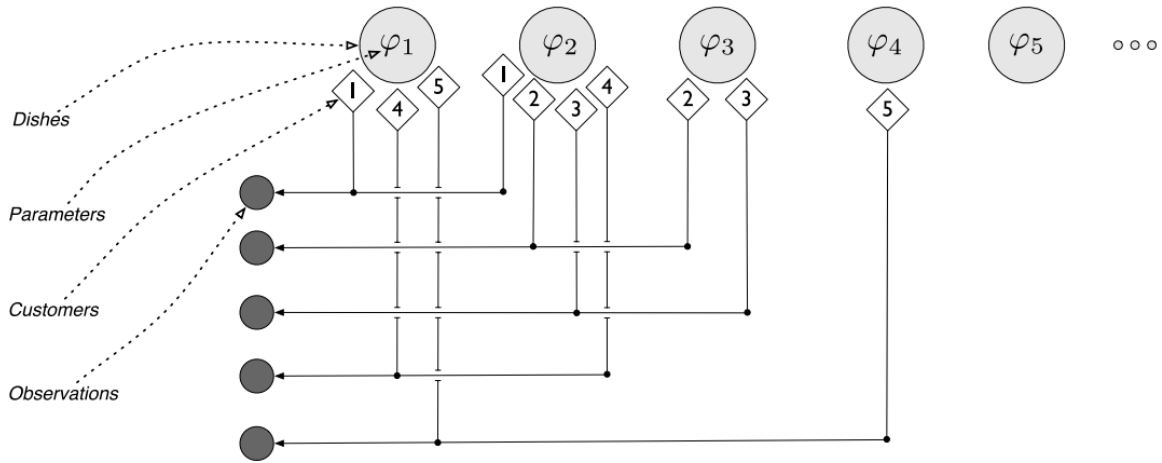 φ1 φ2 φ3 φ4 φ5 ∘∘∘
1 4 5 1 2 3 4 2 3 5
Dishes
Parameters
Customers
Observations